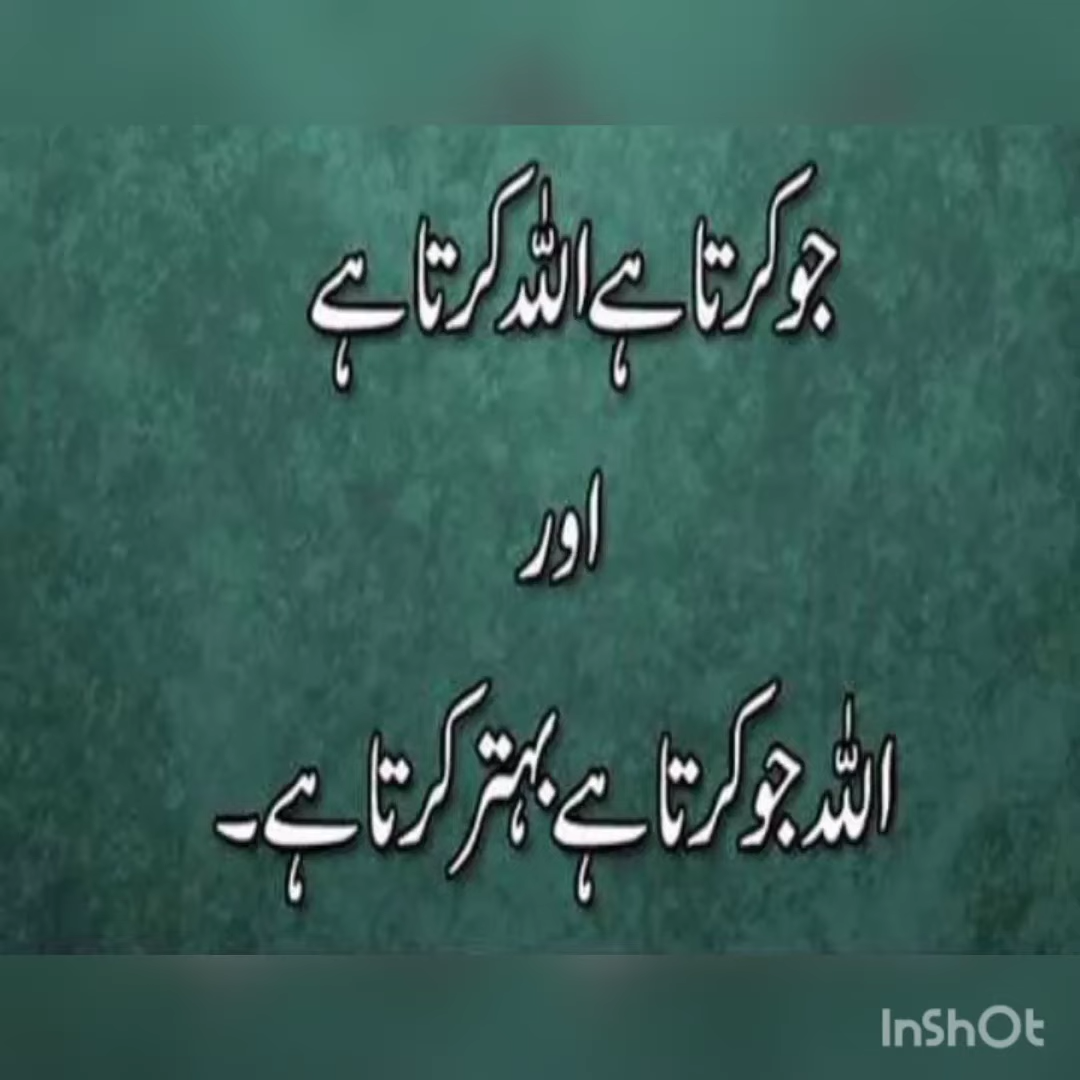 جو کرتا ہے اللہ کرتا ہے
اور
اللہ جو کرتا ہے بہتر کرتا ہے۔
InShOt